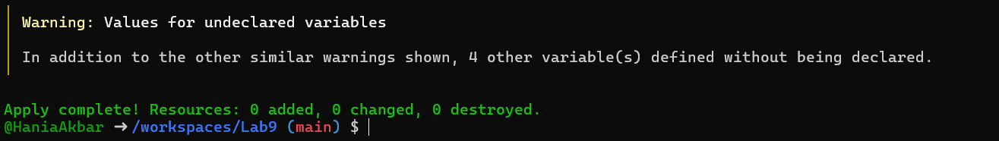 Warning: Values for undeclared variables
In addition to the other similar warnings shown, 4 other variable(s) defined without being declared.
Apply complete! Resources: 0 added, 0 changed, 0 destroyed.
@HaniaAkbar ➜ /workspaces/Lab9 (main) $